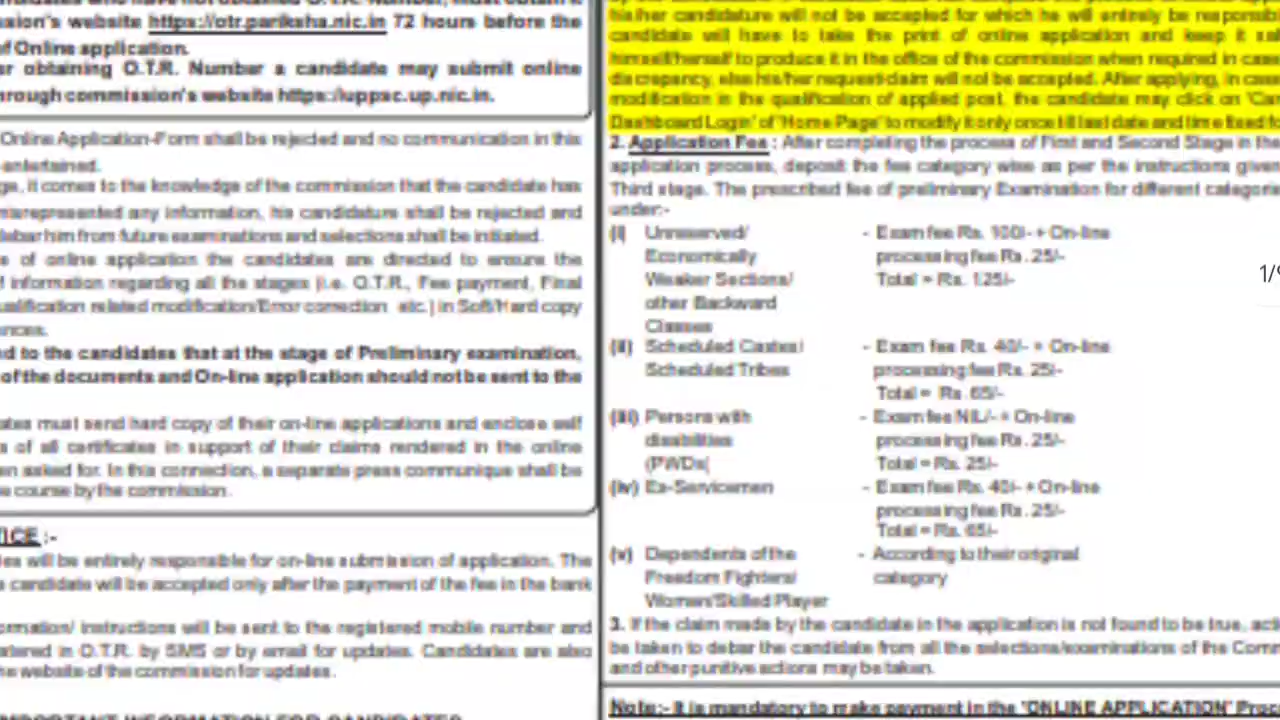 sion's website https://otr.pariksha.nic.in 72 hours before the
of Online application.
er obtaining O.T.R. Number a candidate may submit online
hrough commission's website https://uppsc.up.nic.in.
Online Application-Form shall be rejected and no communication in this
entertained.
ge, it comes to the knowledge of the commission that the candidate has
misrepresented any information, his candidature shall be rejected and
debar him from future examinations and selections shall be initiated.
e of online application the candidates are directed to ensure the
f information regarding all the stages (i.e. O.T.R., Fee payment, Final
ualification related modification/Error correction etc.) in Soft/Hard copy
ances.
ed to the candidates that at the stage of Preliminary examination,
of the documents and On-line application should not be sent to the
ates must send hard copy of their on-line applications and enclose self
s of all certificates in support of their claims rendered in the online
en asked for. In this connection, a separate press communique shall be
e course by the commission.
TICE :-
es will be entirely responsible for on-line submission of application. The
e candidate will be accepted only after the payment of the fee in the bank
ormation/ instructions will be sent to the registered mobile number and
stered in O.T.R. by SMS or by email for updates. Candidates are also
he website of the commission for updates.
IMPORTANT INFORMATION FOR CANDIDATES
his/her candidature will not be accepted for which he will entirely be responsib
candidate will have to take the print of online application and keep it saf
himself/herself to produce it in the office of the commission when required in case
discrepancy, else his/her request/claim will not be accepted. After applying, in case
modification in the qualification of applied post, the candidate may click on 'Can
Dashboard Login' of 'Home Page' to modify it only once till last date and time fixed fo
2. Application Fee : After completing the process of First and Second Stage in the
application process, deposit the fee category wise as per the instructions given
Third stage. The prescribed fee of preliminary Examination for different categorie
under:-
(i) Unreserved/ - Exam fee Rs. 100/- + On-line
Economically processing fee Rs. 25/-
Weaker Sections/ Total = Rs. 125/-
other Backward
Classes
(ii) Scheduled Castes/ - Exam fee Rs. 40/- + On-line
Scheduled Tribes processing fee Rs. 25/-
Total = Rs. 65/-
(iii) Persons with - Exam fee NIL/- + On-line
disabilities processing fee Rs. 25/-
(PWDs( Total = Rs. 25/-
(iv) Ex-Servicemen - Exam fee Rs. 40/- + On-line
processing fee Rs. 25/-
Total = Rs. 65/-
(v) Dependents of the - According to their original
Freedom Fighters/ category
Women/Skilled Player
3. If the claim made by the candidate in the application is not found to be true, acti
be taken to debar the candidate from all the selections/examinations of the Comm
and other punitive actions may be taken.
Note:- It is mandatory to make payment in the 'ONLINE APPLICATION' Proc
1/9